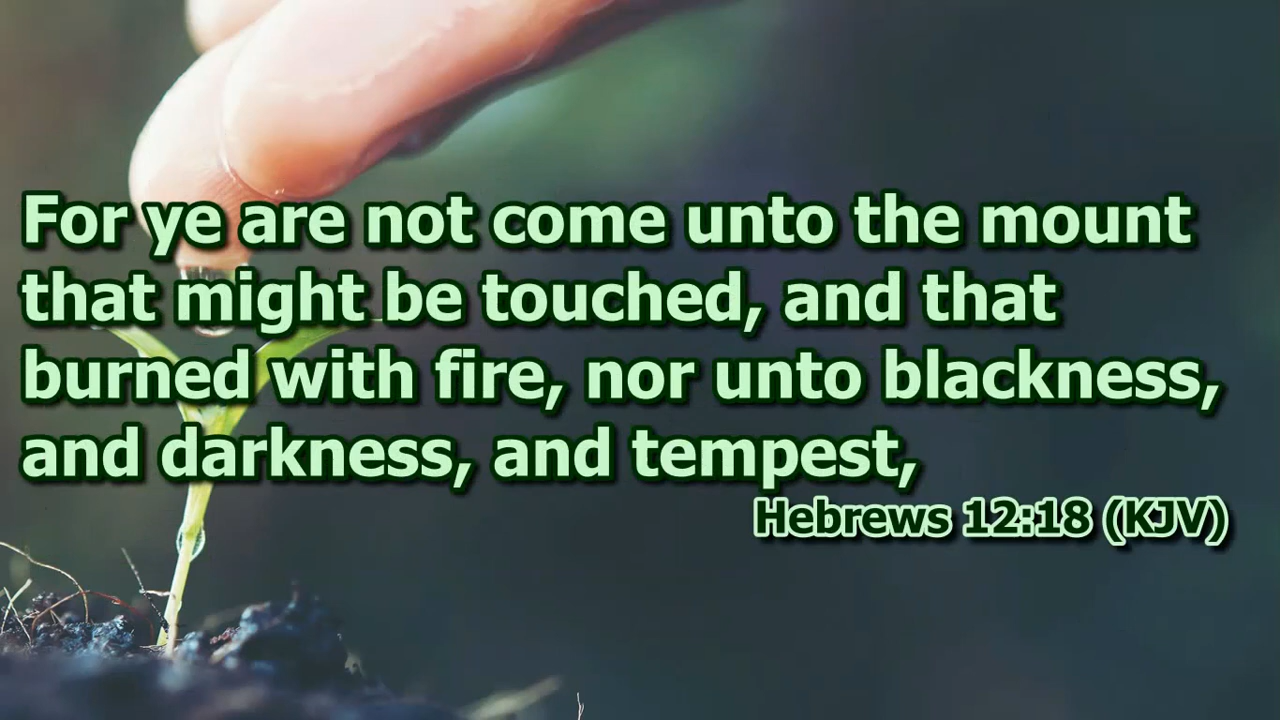 For ye are not come unto the mount
that might be touched, and that
burned with fire, nor unto blackness,
and darkness, and tempest,
Hebrews 12:18 (KJV)